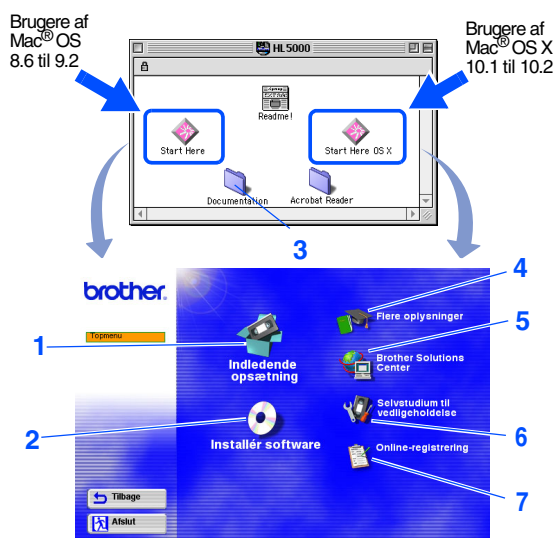 Brugere af
Mac® OS
8.6 til 9.2
Brugere af
Mac® OS X
10.1 til 10.2
HL5000
Readme!
Start Here
Start Here OS X
Documentation
Acrobat Reader
3
brother.
Topmenu
1
Indledende
opsætning
2
Installér software
4
Flere oplysninger
5
Brother Solutions
Center
Selvstudium til
vedligeholdelse
6
Online-registrering
7
Tilbage
Afslut